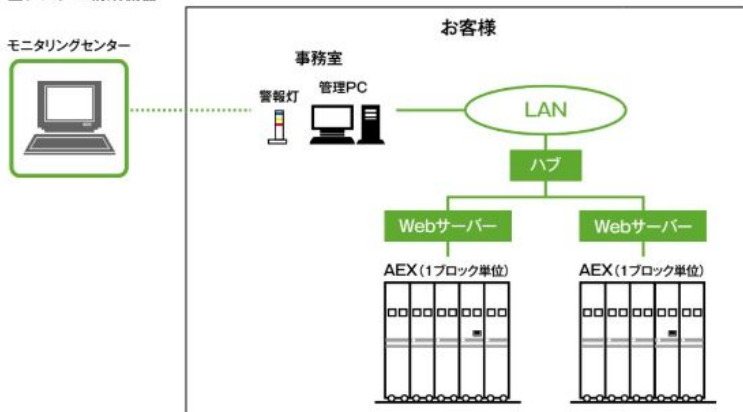 お客様
モニタリングセンター
事務室
警報灯
管理PC
LAN
ハブ
Webサーバー
Webサーバー
AEX(1ブロック単位)
AEX(1ブロック単位)